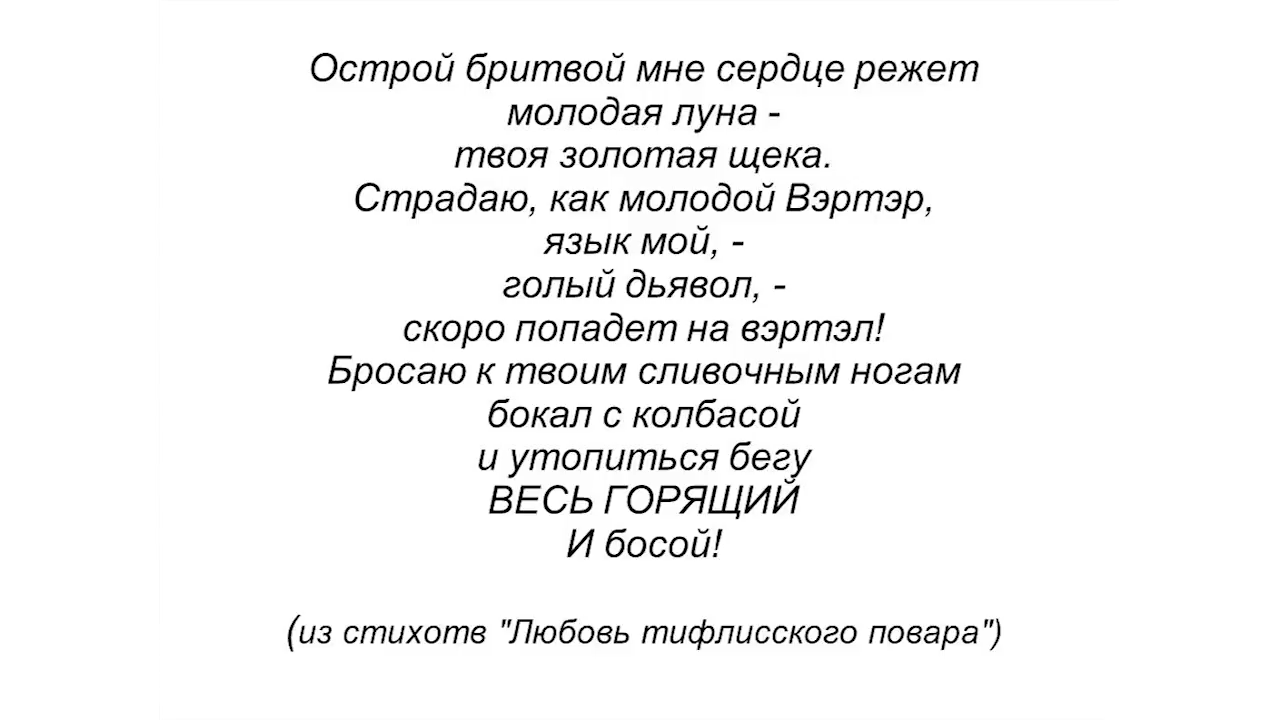 Острой бритвой мне сердце режет
молодая луна -
твоя золотая щека.
Страдаю, как молодой Вэртэр,
язык мой, -
голый дьявол, -
скоро попадет на вэртэл!
Бросаю к твоим сливочным ногам
бокал с колбасой
и утопиться бегу
ВЕСЬ ГОРЯЩИЙ
И босой!
(из стихотв "Любовь тифлисского повара")